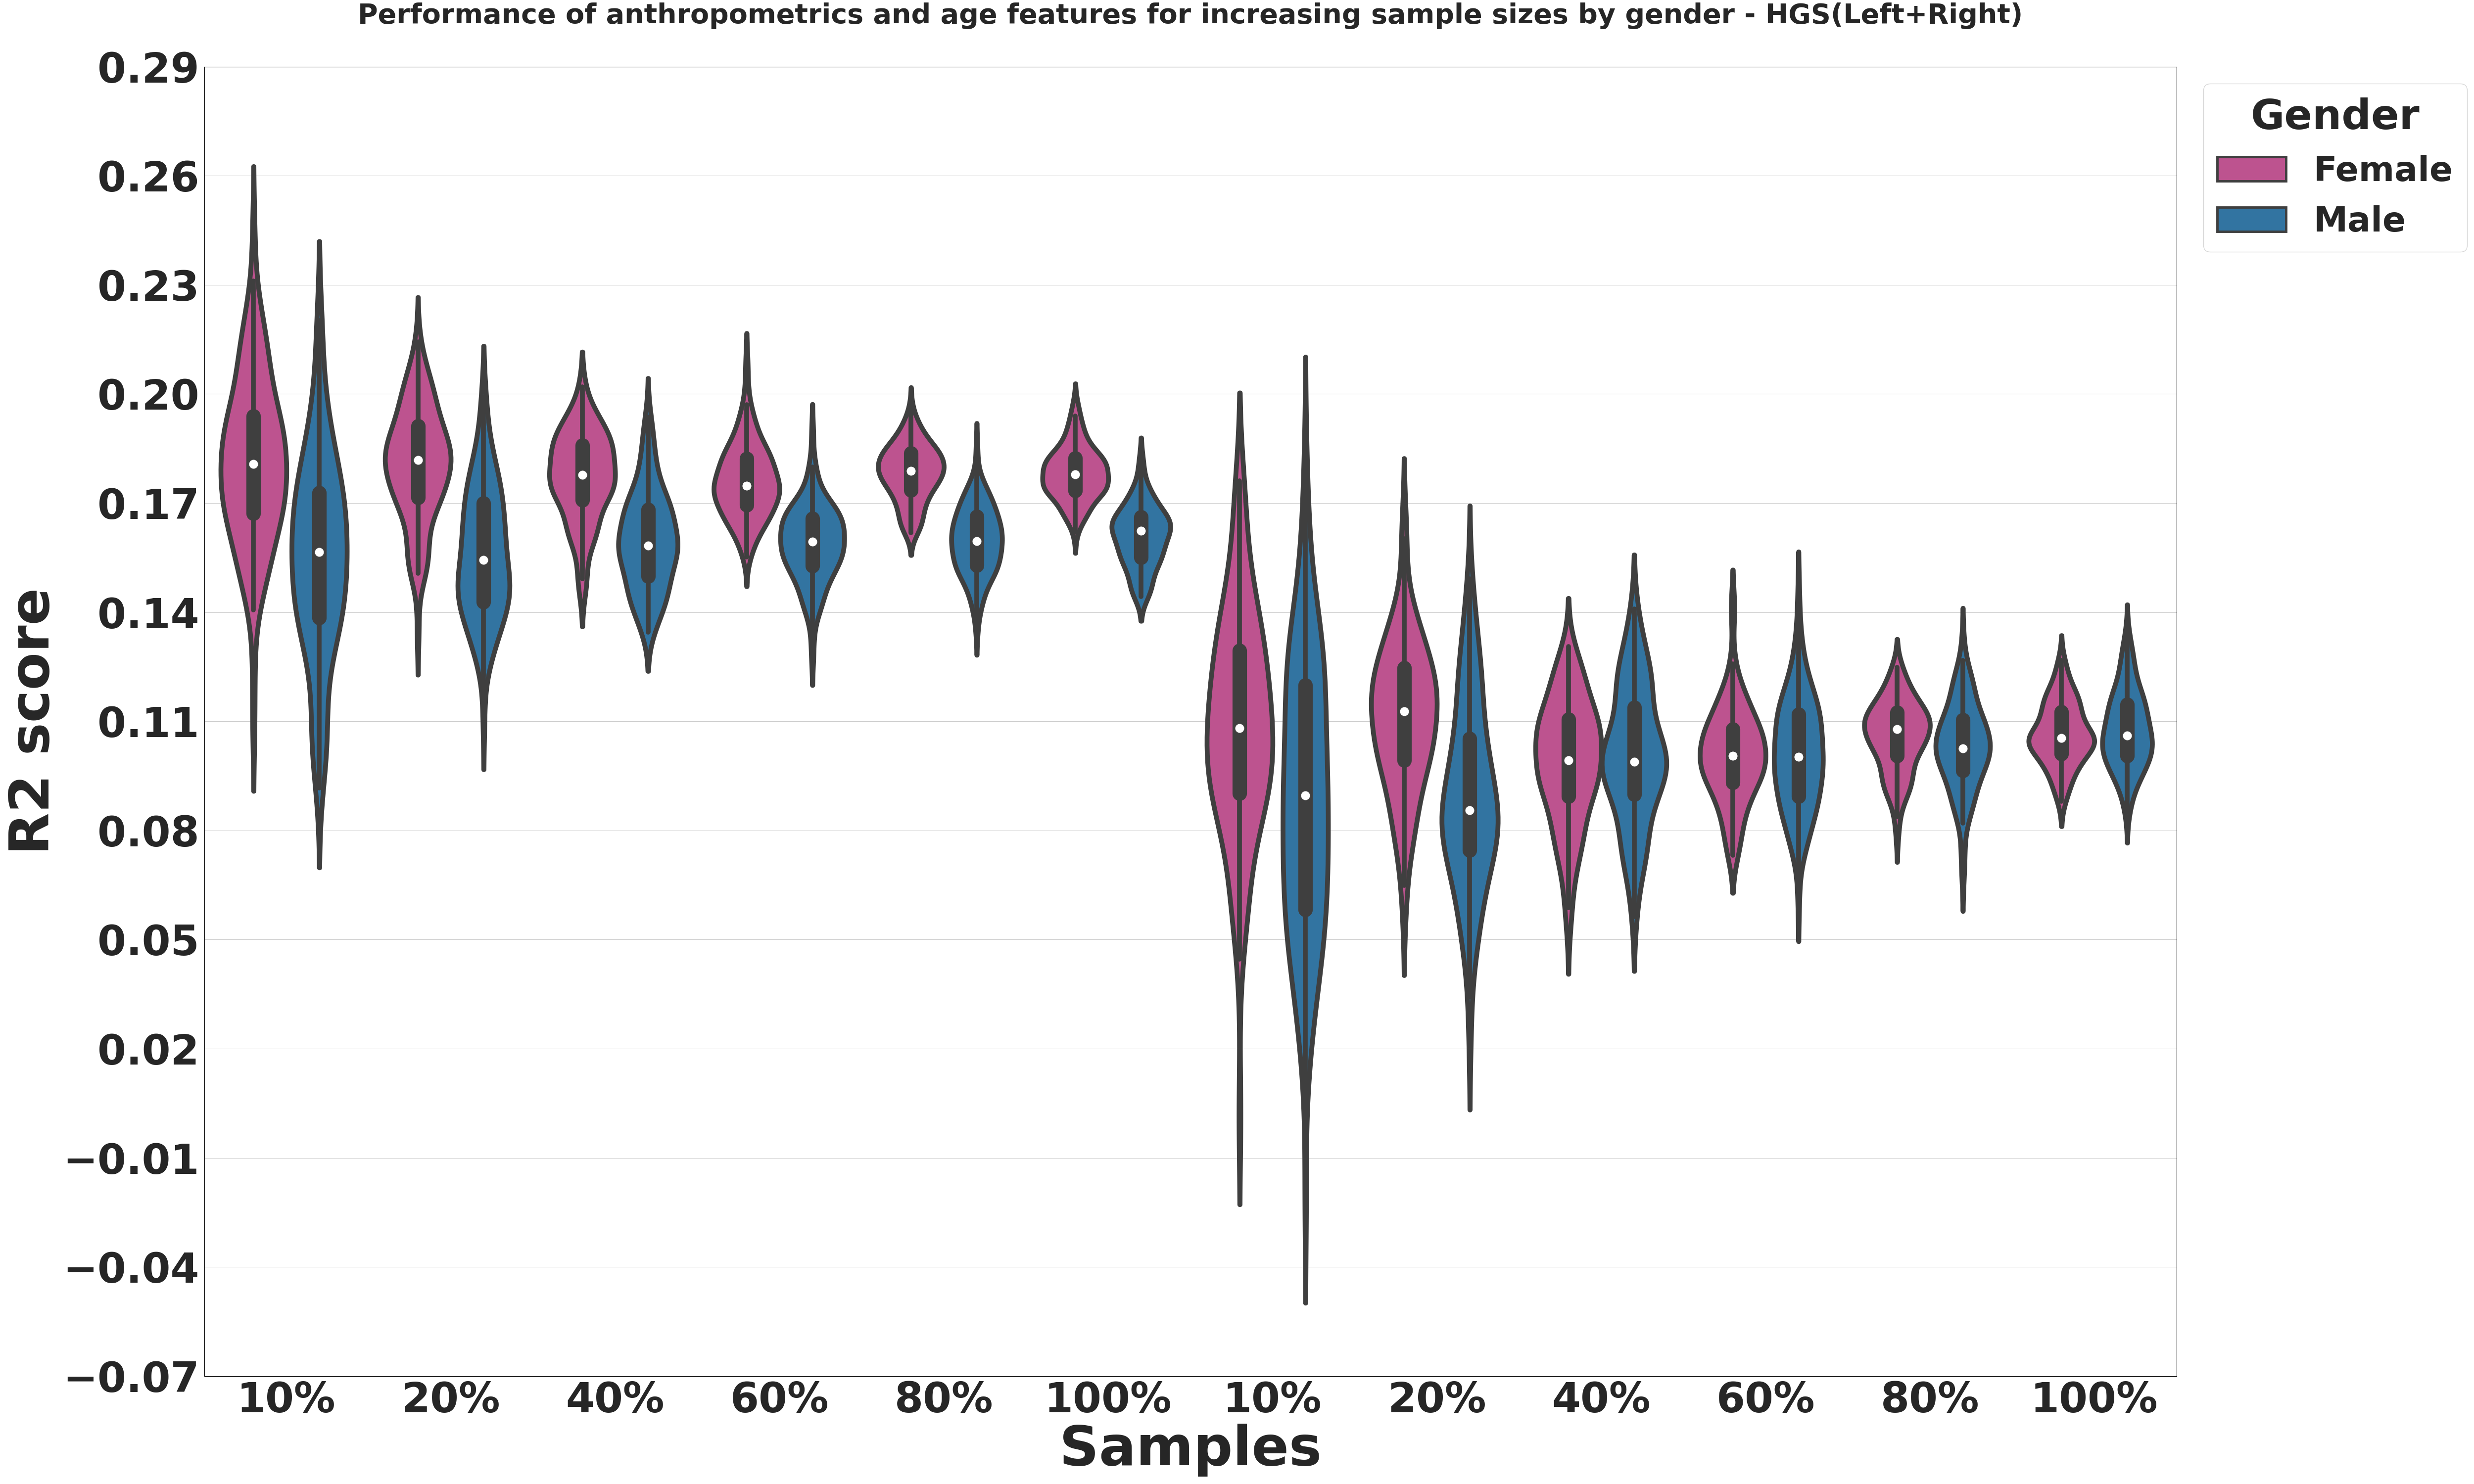 Performance of anthropometrics and age features for increasing sample sizes by gender - HGS(Left+Right)
0.29
0.26
0.23
0.20
0.17
0.14
0.11
0.08
0.05
0.02
−0.01
−0.04
−0.07
R2 score
10% 20% 40% 60% 80% 100% 10% 20% 40% 60% 80% 100%
Samples
Gender
Female
Male